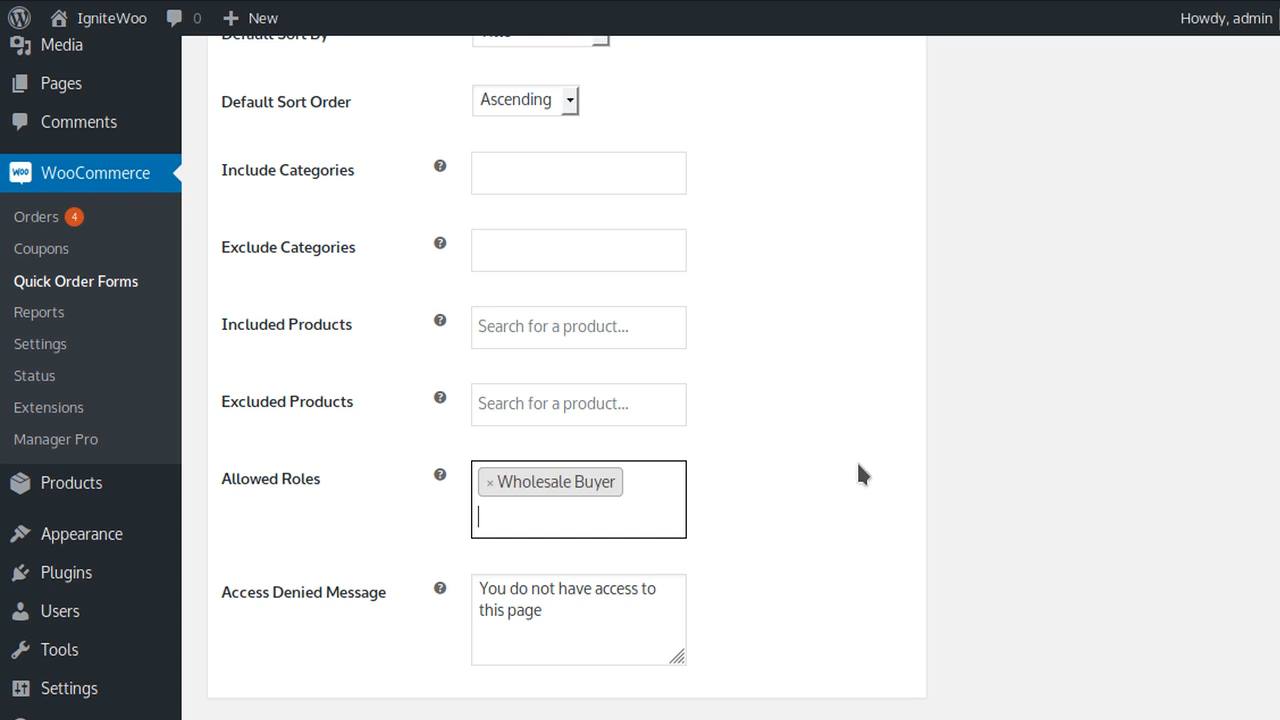 IgniteWoo
0
New
Howdy, admin
Media
Pages
Comments
WooCommerce
Orders 4
Coupons
Quick Order Forms
Reports
Settings
Status
Extensions
Manager Pro
Products
Appearance
Plugins
Users
Tools
Settings
Default Sort By
Default Sort Order
Ascending
Include Categories
Exclude Categories
Included Products
Search for a product...
Excluded Products
Search for a product...
Allowed Roles
× Wholesale Buyer
Access Denied Message
You do not have access to
this page